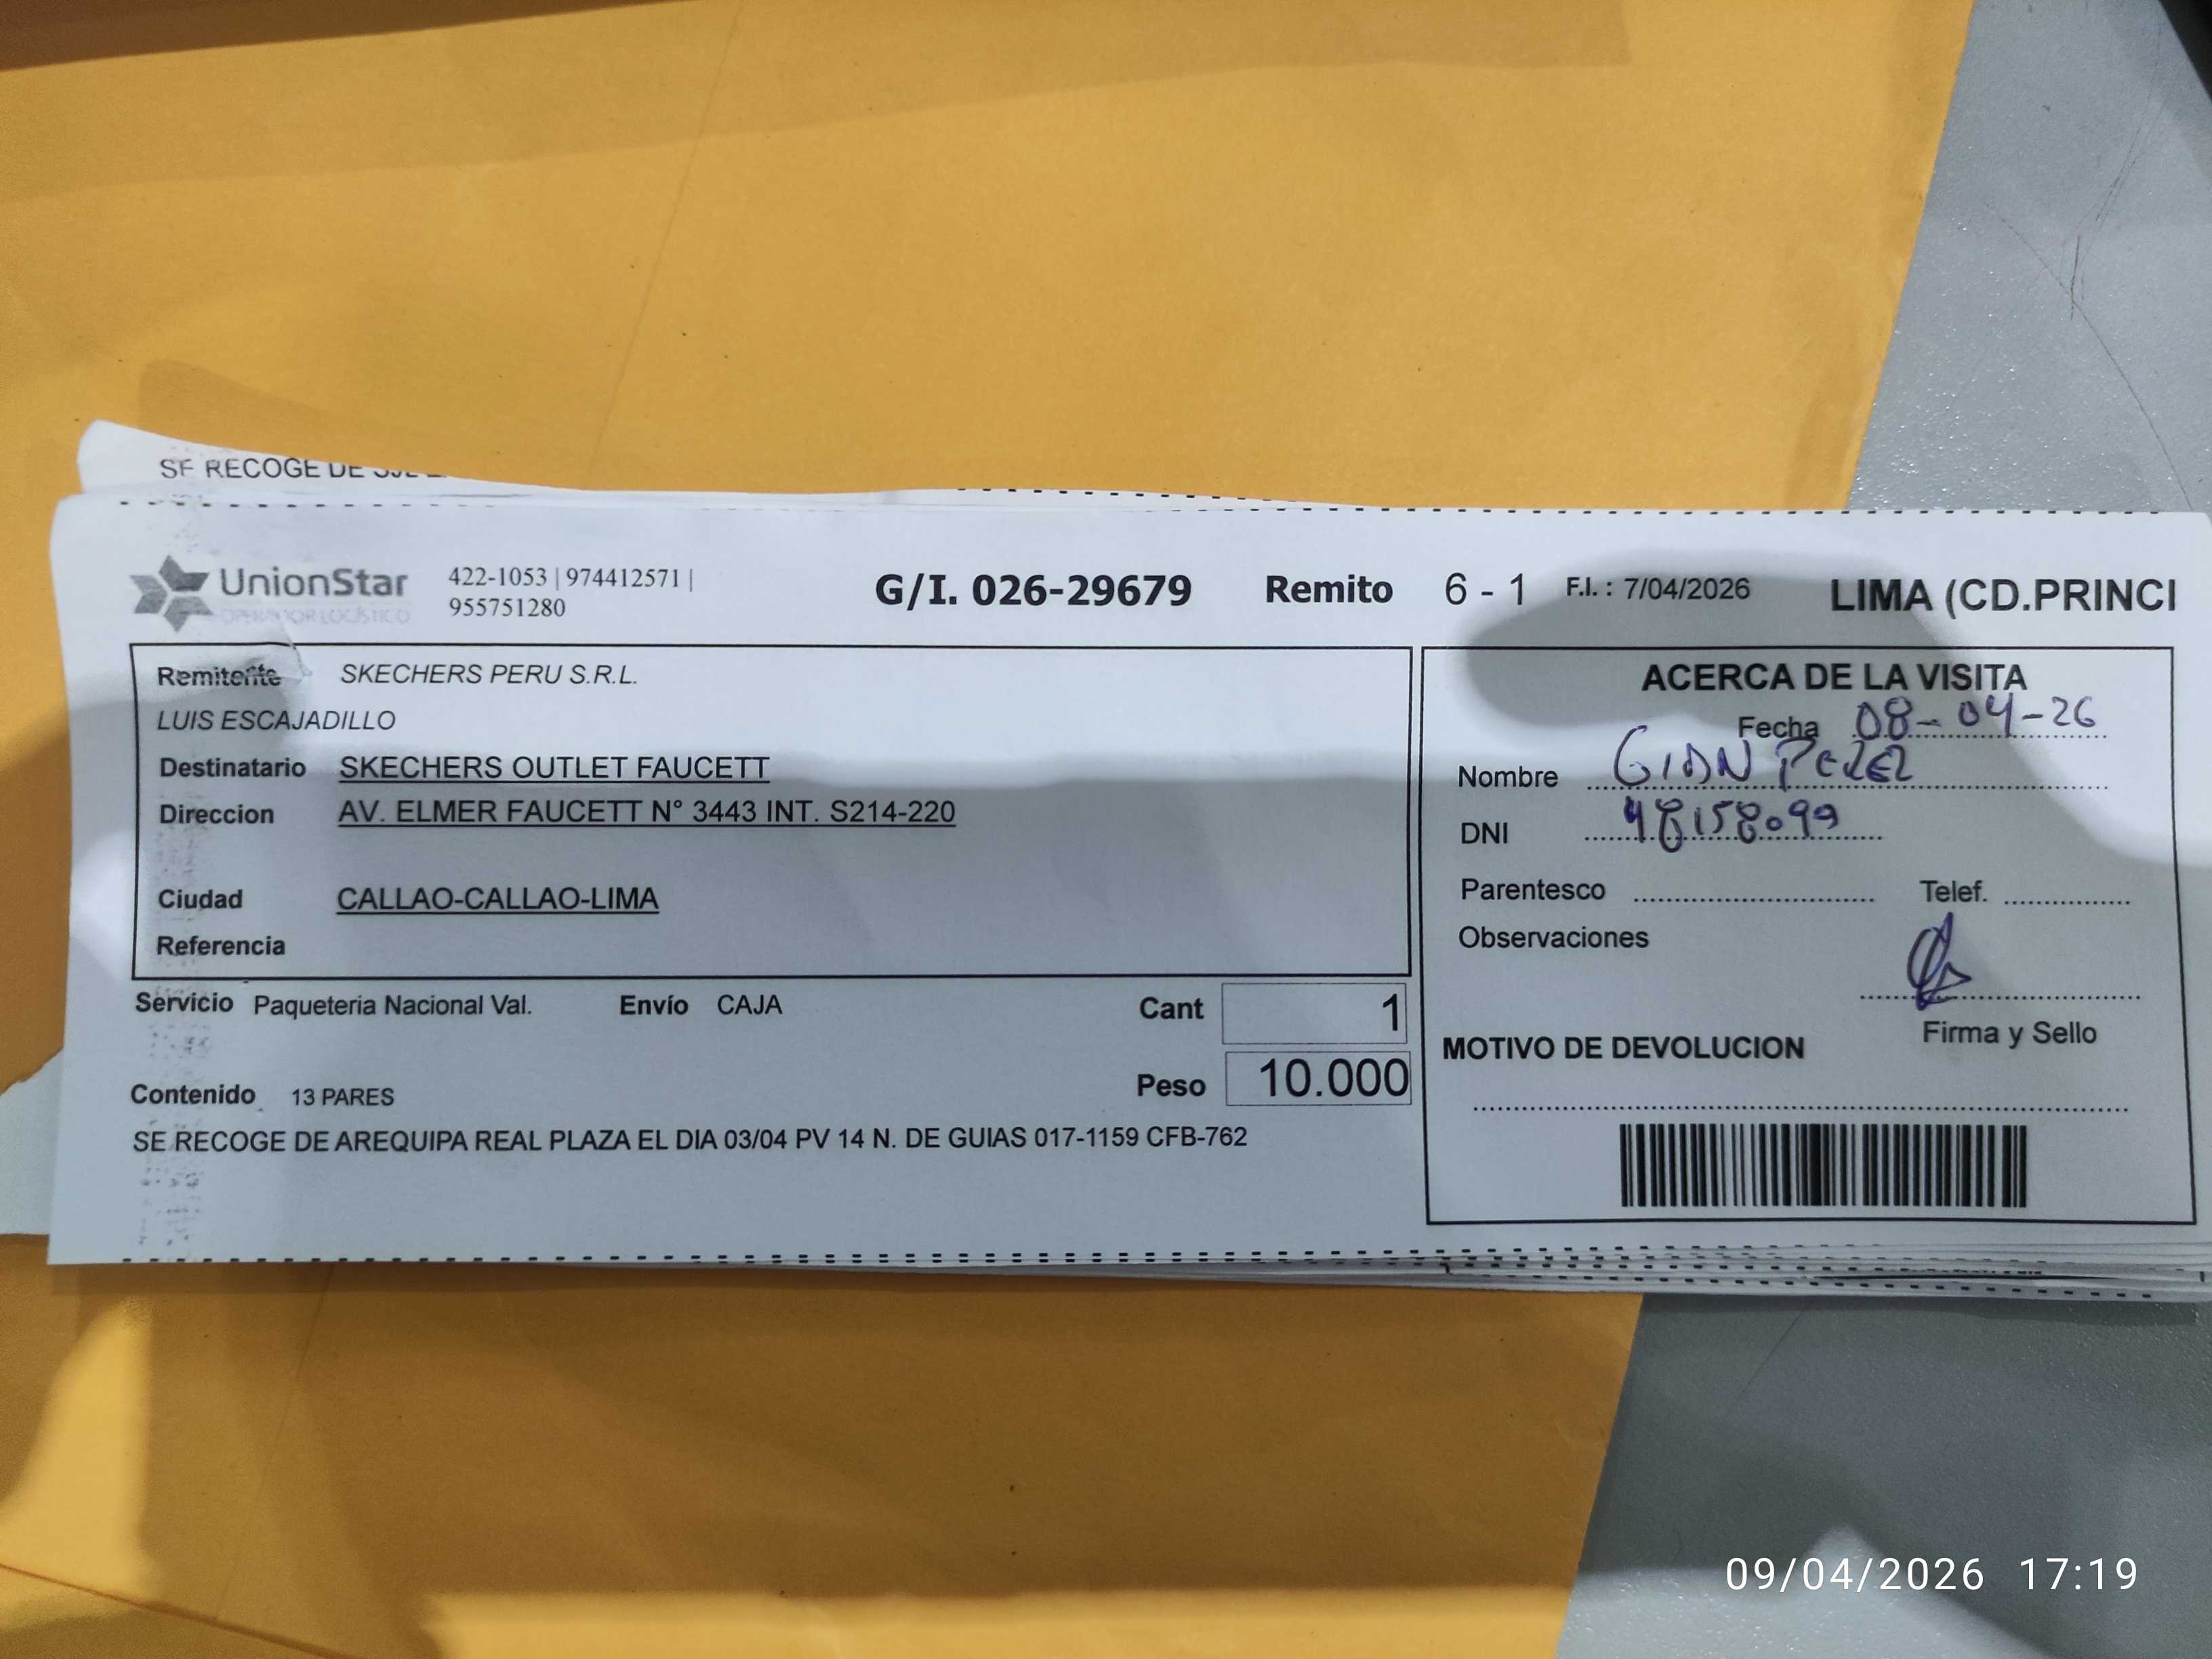 SE RECOGE DE
UnionStar
OPERADOR LOGÍSTICO
422-1053 | 974412571 |
955751280
G/I. 026-29679 Remito 6 - 1 F.I. : 7/04/2026 LIMA (CD.PRINCI
Remitente SKECHERS PERU S.R.L.
LUIS ESCAJADILLO
Destinatario SKECHERS OUTLET FAUCETT
Direccion AV. ELMER FAUCETT N° 3443 INT. S214-220
Ciudad CALLAO-CALLAO-LIMA
Referencia
Servicio Paqueteria Nacional Val. Envío CAJA Cant 1
Peso 10.000
Contenido 13 PARES
SE RECOGE DE AREQUIPA REAL PLAZA EL DIA 03/04 PV 14 N. DE GUIAS 017-1159 CFB-762
ACERCA DE LA VISITA
Fecha 08-04-26
Nombre GIAN PEREZ
DNI 48158099
Parentesco Telef.
Observaciones
Firma y Sello
MOTIVO DE DEVOLUCION
09/04/2026 17:19